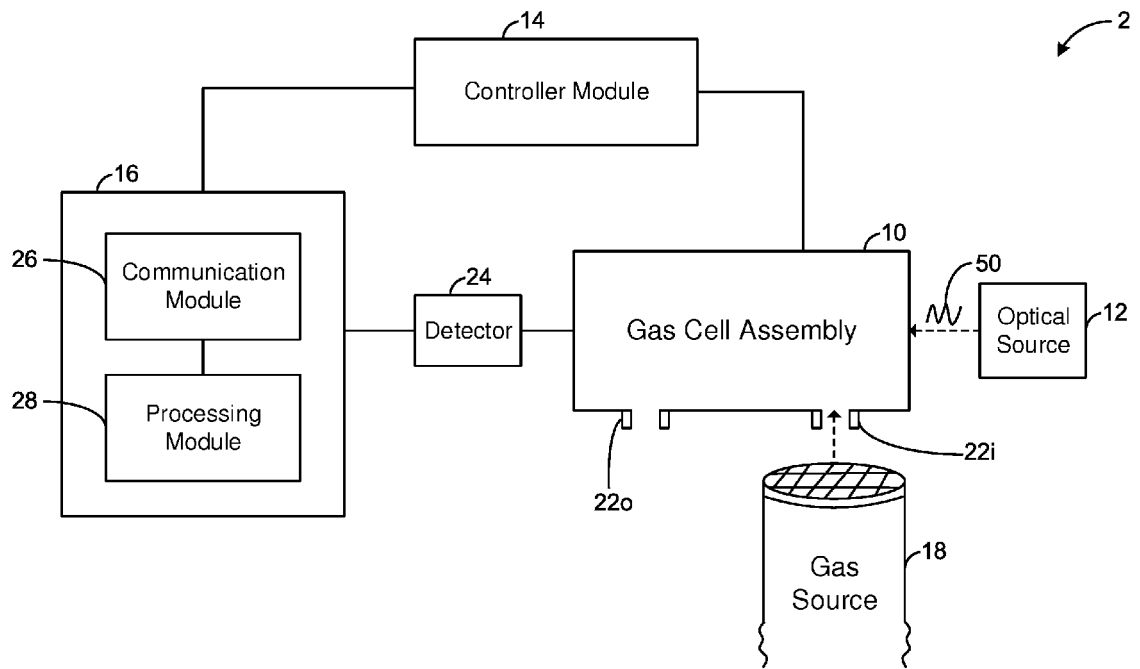 14
2
Controller Module
16
10
26
Communication
Module
24
50
Detector
Gas Cell Assembly
Optical
Source
12
28
Processing
Module
22o
22i
18
Gas
Source